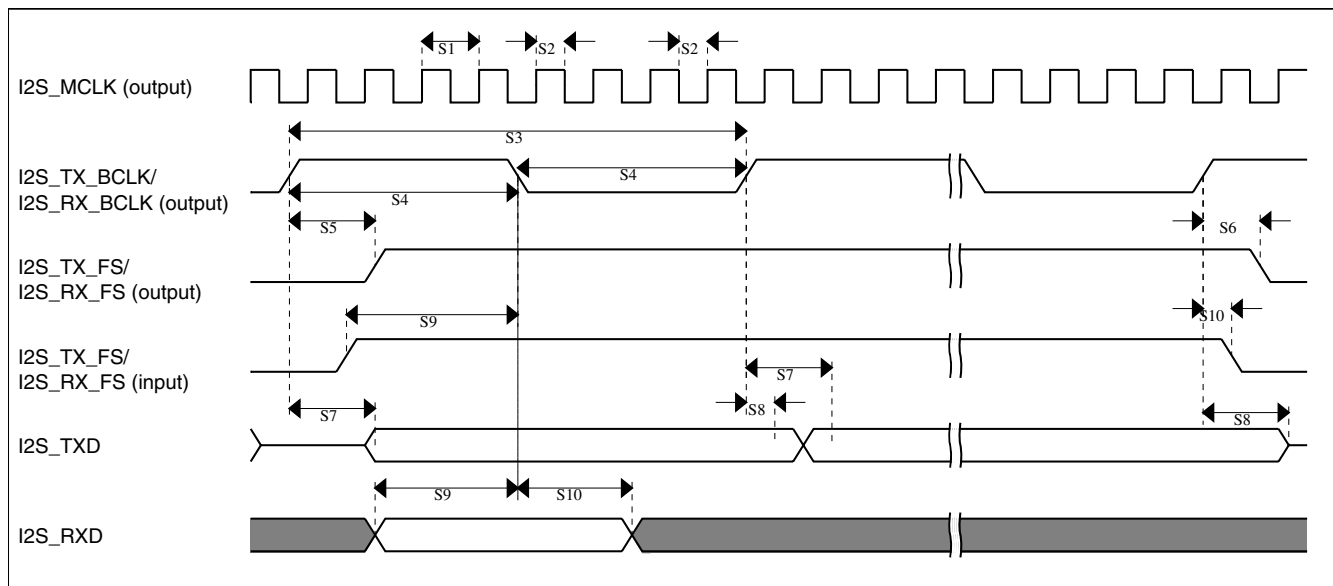 S1 S2 S2
I2S_MCLK (output)
S3
I2S_TX_BCLK/
I2S_RX_BCLK (output)
S4
S4
S5 S6
I2S_TX_FS/
I2S_RX_FS (output)
S9 S10
I2S_TX_FS/
I2S_RX_FS (input)
S7
S7 S8 S8
I2S_TXD
S9 S10
I2S_RXD